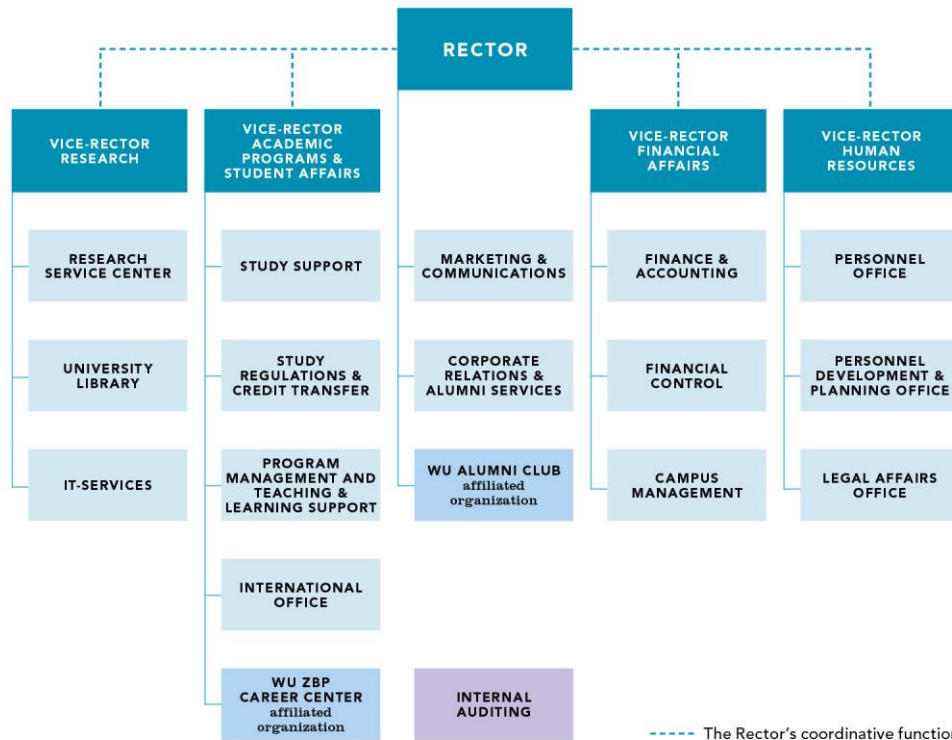 RECTOR
VICE-RECTOR
RESEARCH
VICE-RECTOR
ACADEMIC
PROGRAMS &
STUDENT AFFAIRS
VICE-RECTOR
FINANCIAL
AFFAIRS
VICE-RECTOR
HUMAN
RESOURCES
RESEARCH
SERVICE CENTER
STUDY SUPPORT
MARKETING &
COMMUNICATIONS
FINANCE &
ACCOUNTING
PERSONNEL
OFFICE
UNIVERSITY
LIBRARY
STUDY
REGULATIONS &
CREDIT TRANSFER
CORPORATE
RELATIONS &
ALUMNI SERVICES
FINANCIAL
CONTROL
PERSONNEL
DEVELOPMENT &
PLANNING OFFICE
IT-SERVICES
PROGRAM
MANAGEMENT AND
TEACHING &
LEARNING SUPPORT
WU ALUMNI CLUB
affiliated
organization
CAMPUS
MANAGEMENT
LEGAL AFFAIRS
OFFICE
INTERNATIONAL
OFFICE
WU ZBP
CAREER CENTER
affiliated
organization
INTERNAL
AUDITING
The Rector's coordinative function